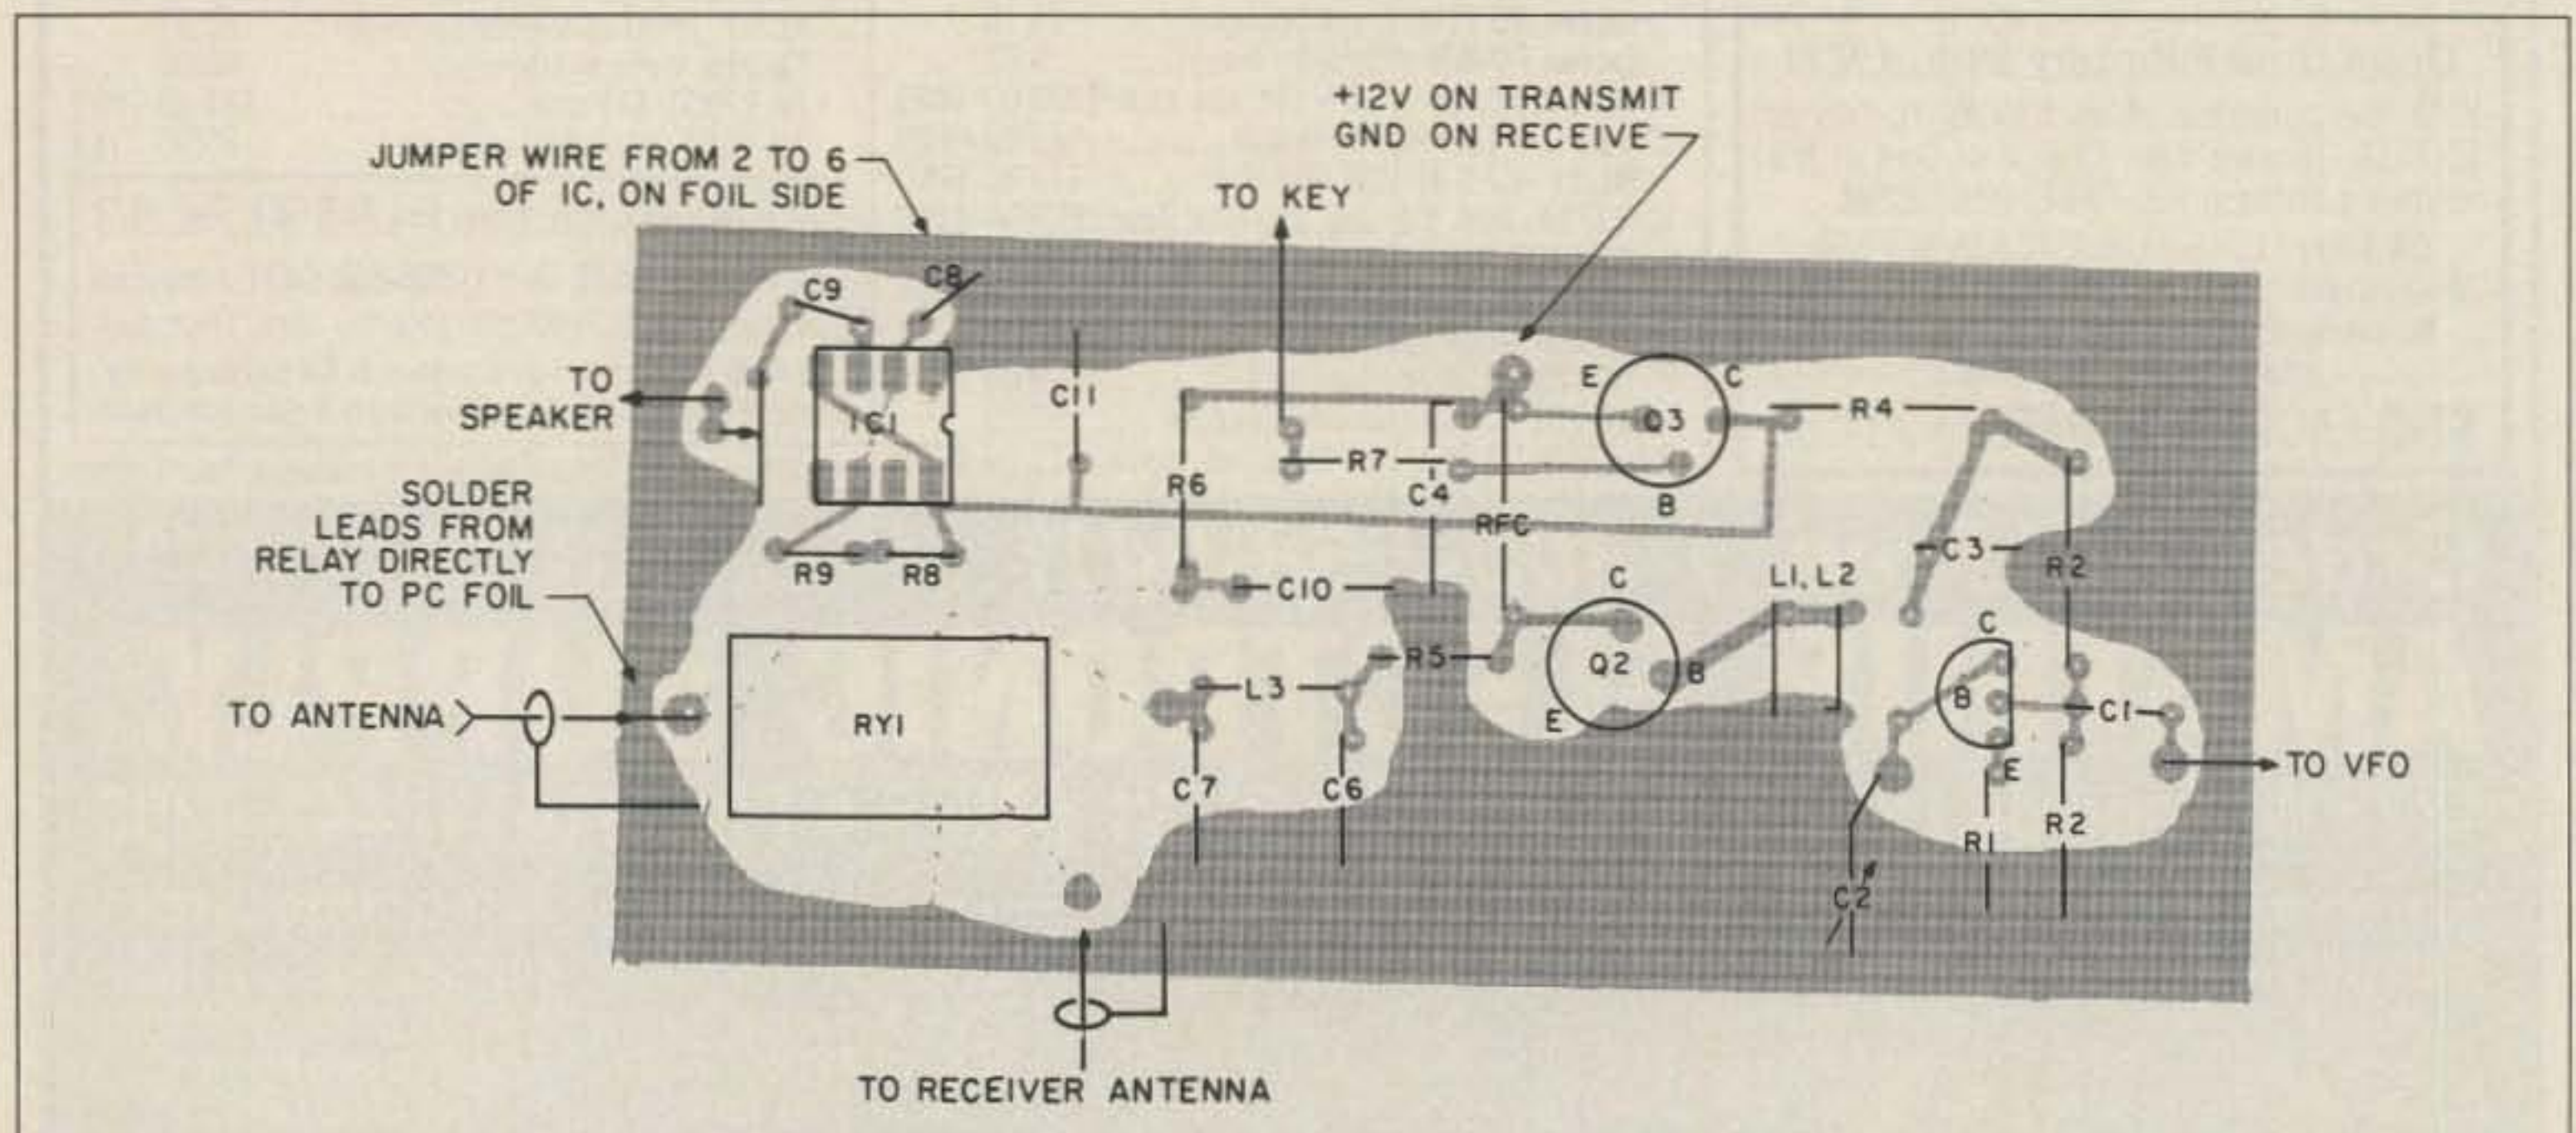 +12V ON TRANSMIT
GND ON RECEIVE
JUMPER WIRE FROM 2 TO 6
OF IC, ON FOIL SIDE
TO KEY
C9
C8
TO
SPEAKER
IC1
C11
E
C
Q3
B
R4
R6
R7
C4
RFC
SOLDER
LEADS FROM
RELAY DIRECTLY
TO PC FOIL
R9
R8
C10
C
L1, L2
C3
R2
TO ANTENNA
RY1
L3
R5
Q2
B
E
C
B
E
C1
TO VFO
C7
C6
C2
R1
R2
TO RECEIVER ANTENNA